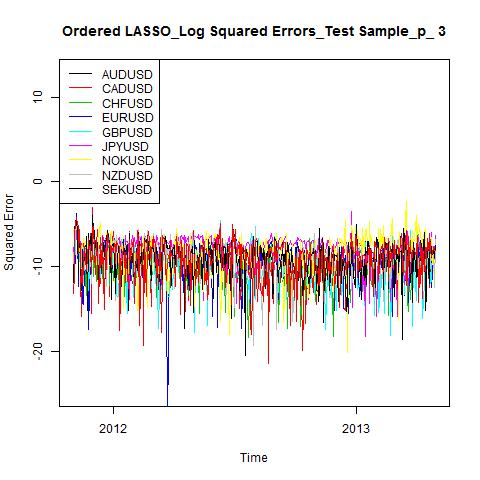 Ordered LASSO_Log Squared Errors_Test Sample_p_ 3
Squared Error
10
0
-10
-20
AUDUSD
CADUSD
CHFUSD
EURUSD
GBPUSD
JPYUSD
NOKUSD
NZDUSD
SEKUSD
2012
2013
Time